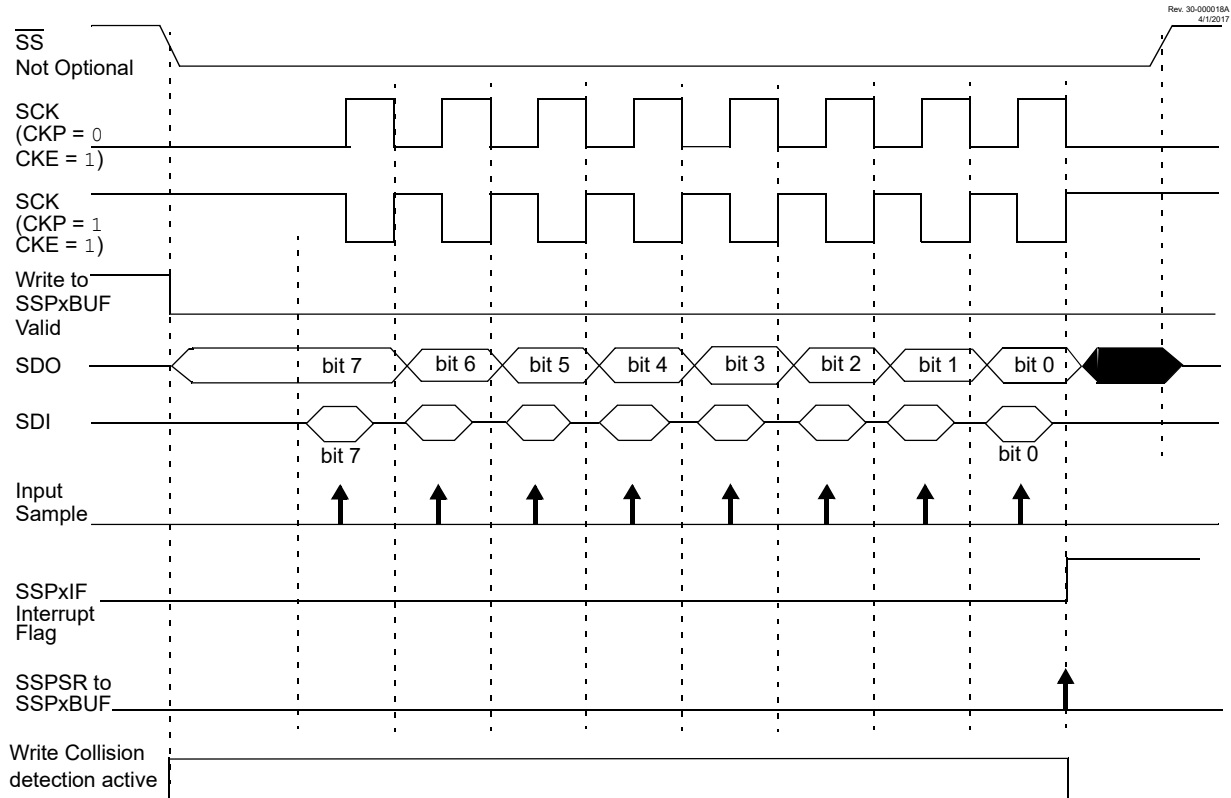 Rev. 30-000018A
4/1/2017
SS
Not Optional
SCK
(CKP = 0
CKE = 1)
SCK
(CKP = 1
CKE = 1)
Write to
SSPxBUF
Valid
SDO
bit 7 bit 6 bit 5 bit 4 bit 3 bit 2 bit 1 bit 0
SDI
bit 7 bit 0
Input
Sample
SSPxIF
Interrupt
Flag
SSPSR to
SSPxBUF
Write Collision
detection active